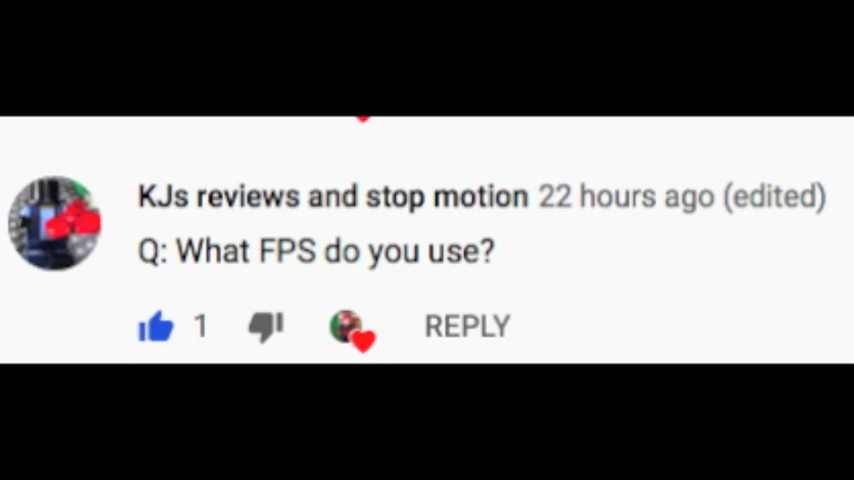 KJs reviews and stop motion 22 hours ago (edited)
Q: What FPS do you use?
1 REPLY